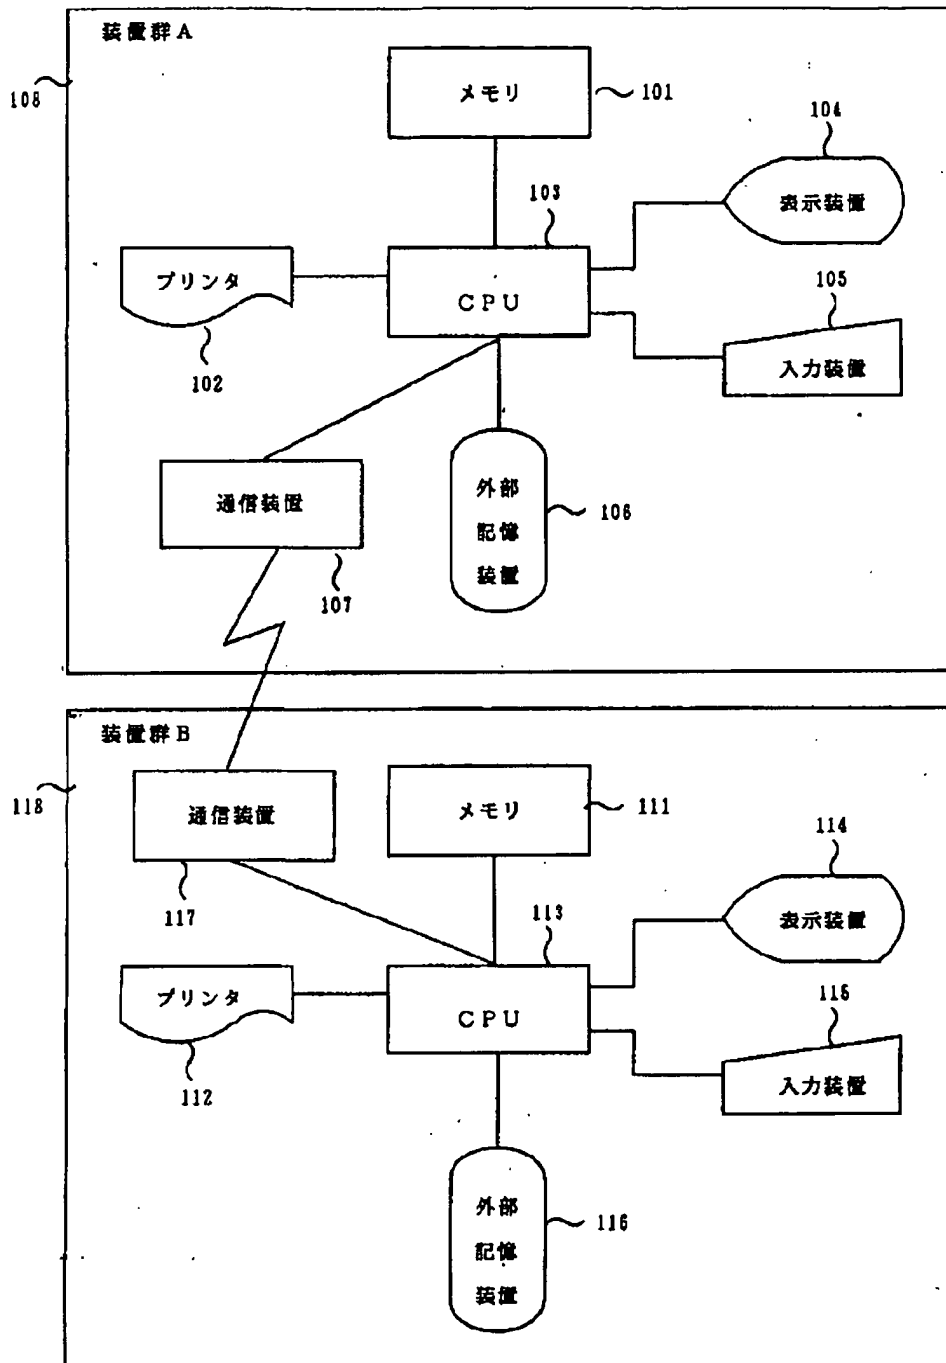 装置群A
108
メモリ
101
104
表示装置
103
プリンタ
CPU
105
入力装置
102
通信装置
外部
記憶
装置
106
107
装置群B
118
通信装置
メモリ
111
114
表示装置
117
113
プリンタ
CPU
115
入力装置
112
外部
記憶
装置
116